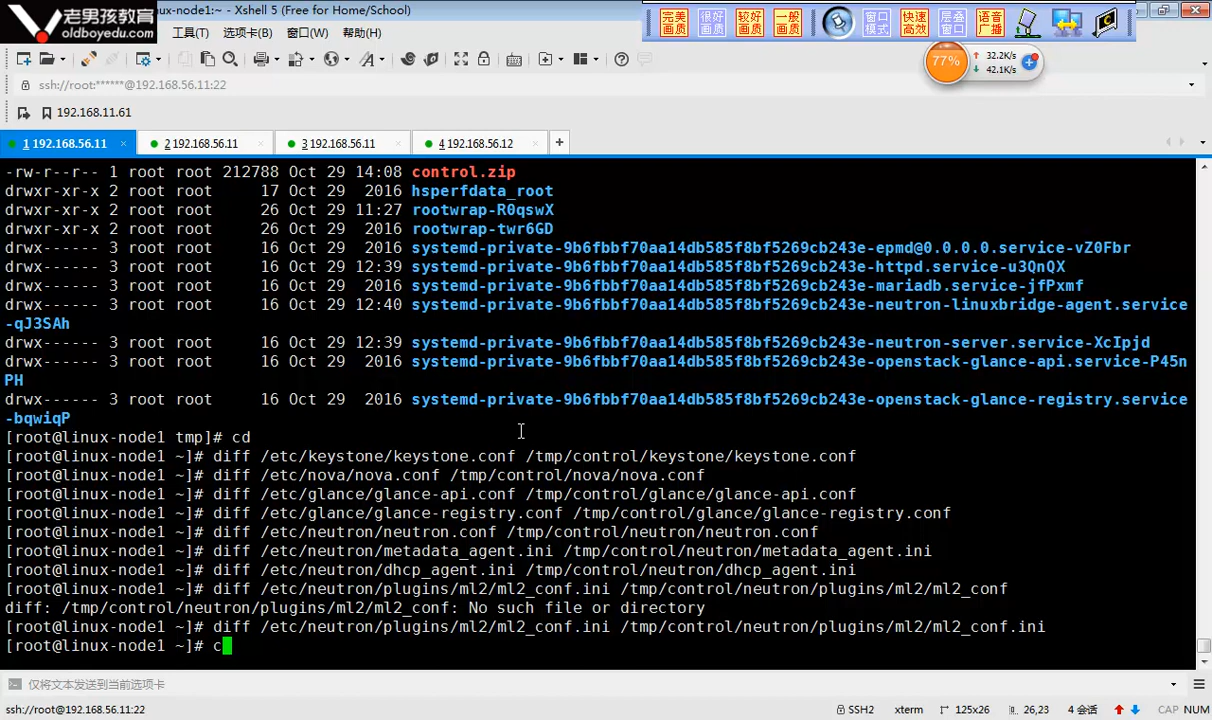 老男孩教育
oldboyedu.com
linux-node1:~ - Xshell 5 (Free for Home/School)
完美画质 很好画质 较好画质 一般画质 窗口模式 快速高效 层叠窗口 语音广播
工具(T) 选项卡(B) 窗口(W) 帮助(H)
77% 32.2K/s
42.1K/s
ssh://root:******@192.168.56.11:22
192.168.11.61
1 192.168.56.11 × 2 192.168.56.11 × 3 192.168.56.11 × 4 192.168.56.12 × +
-rw-r--r-- 1 root root 212788 Oct 29 14:08 control.zip
drwxr-xr-x 2 root root     17 Oct 29  2016 hsperfdata_root
drwxr-xr-x 2 root root     26 Oct 29 11:27 rootwrap-R0qswX
drwxr-xr-x 2 root root     26 Oct 29  2016 rootwrap-twr6GD
drwx------ 3 root root     16 Oct 29  2016 systemd-private-9b6fbbf70aa14db585f8bf5269cb243e-epmd@0.0.0.0.service-vZ0Fbr
drwx------ 3 root root     16 Oct 29 12:39 systemd-private-9b6fbbf70aa14db585f8bf5269cb243e-httpd.service-u3QnQX
drwx------ 3 root root     16 Oct 29  2016 systemd-private-9b6fbbf70aa14db585f8bf5269cb243e-mariadb.service-jfPxmf
drwx------ 3 root root     16 Oct 29 12:40 systemd-private-9b6fbbf70aa14db585f8bf5269cb243e-neutron-linuxbridge-agent.service
-qJ3SAh
drwx------ 3 root root     16 Oct 29 12:39 systemd-private-9b6fbbf70aa14db585f8bf5269cb243e-neutron-server.service-XcIpjd
drwx------ 3 root root     16 Oct 29  2016 systemd-private-9b6fbbf70aa14db585f8bf5269cb243e-openstack-glance-api.service-P45n
PH
drwx------ 3 root root     16 Oct 29  2016 systemd-private-9b6fbbf70aa14db585f8bf5269cb243e-openstack-glance-registry.service
-bqwiqP
[root@linux-node1 tmp]# cd
[root@linux-node1 ~]# diff /etc/keystone/keystone.conf /tmp/control/keystone/keystone.conf
[root@linux-node1 ~]# diff /etc/nova/nova.conf /tmp/control/nova/nova.conf
[root@linux-node1 ~]# diff /etc/glance/glance-api.conf /tmp/control/glance/glance-api.conf
[root@linux-node1 ~]# diff /etc/glance/glance-registry.conf /tmp/control/glance/glance-registry.conf
[root@linux-node1 ~]# diff /etc/neutron/neutron.conf /tmp/control/neutron/neutron.conf
[root@linux-node1 ~]# diff /etc/neutron/metadata_agent.ini /tmp/control/neutron/metadata_agent.ini
[root@linux-node1 ~]# diff /etc/neutron/dhcp_agent.ini /tmp/control/neutron/dhcp_agent.ini
[root@linux-node1 ~]# diff /etc/neutron/plugins/ml2/ml2_conf.ini /tmp/control/neutron/plugins/ml2/ml2_conf
diff: /tmp/control/neutron/plugins/ml2/ml2_conf: No such file or directory
[root@linux-node1 ~]# diff /etc/neutron/plugins/ml2/ml2_conf.ini /tmp/control/neutron/plugins/ml2/ml2_conf.ini
[root@linux-node1 ~]# c
仅将文本发送到当前选项卡
ssh://root@192.168.56.11:22 SSH2 xterm 125x26 26,23 4 会话 CAP NUM